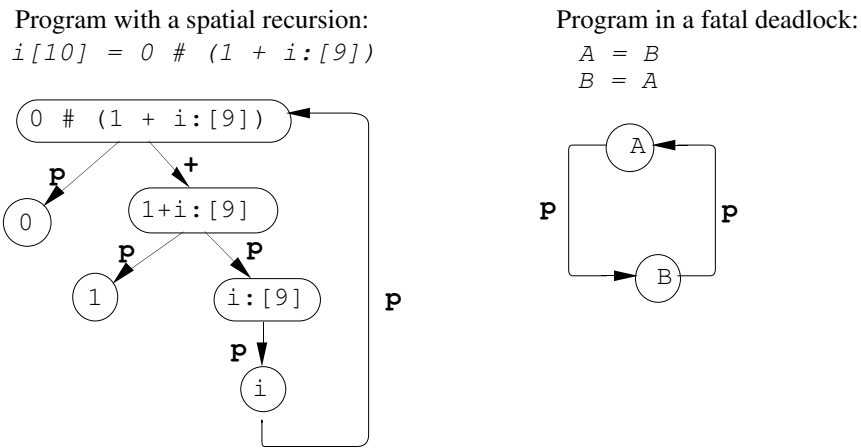 Program with a spatial recursion:
i[10] = 0 # (1 + i:[9])
0 # (1 + i:[9])
p
+
0
1+i:[9]
p
p
1
i:[9]
p
p
i
Program in a fatal deadlock:
A = B
B = A
A
p
p
B